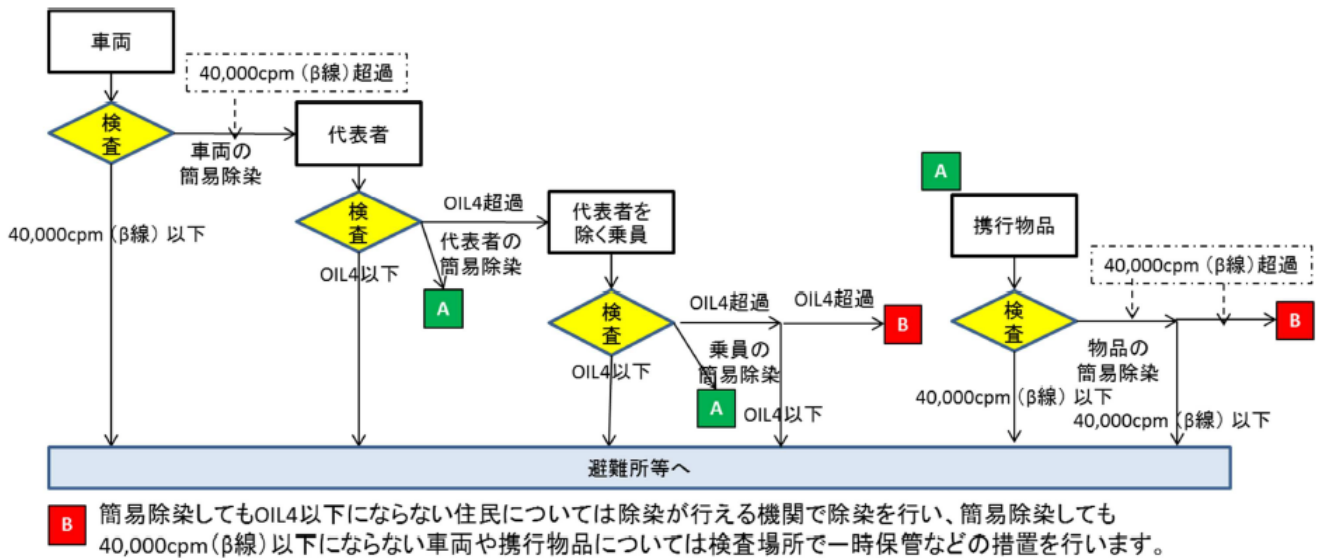 車両
40,000cpm (β線) 超過
検
査
代表者
車両の
簡易除染
40,000cpm (β線) 以下
検
査
OIL4超過
代表者の
簡易除染
A
OIL4以下
代表者を
除く乗員
検
査
OIL4超過
OIL4超過
B
乗員の
簡易除染
A
OIL4以下
OIL4以下
A
携行物品
40,000cpm (β線) 超過
検
査
B
物品の
簡易除染
40,000cpm (β線) 以下
40,000cpm (β線) 以下
避難所等へ
B 簡易除染してもOIL4以下にならない住民については除染が行える機関で除染を行い、簡易除染しても
40,000cpm(β線)以下にならない車両や携行物品については検査場所で一時保管などの措置を行います。